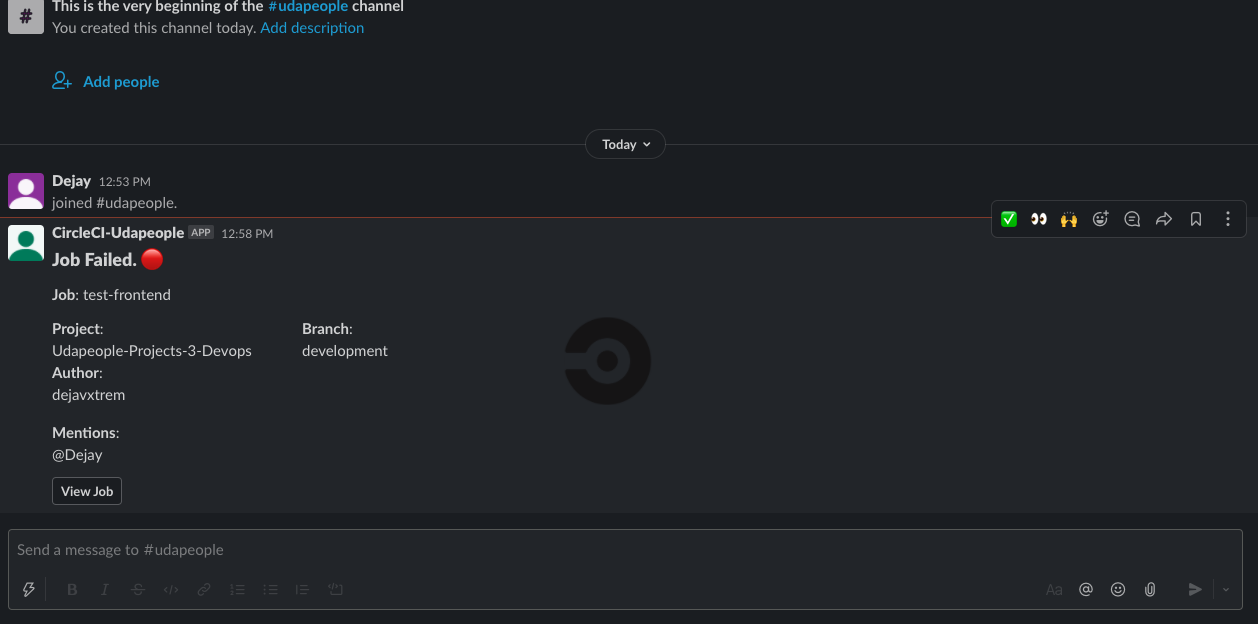 #
This is the very beginning of the #udapeople channel
You created this channel today. Add description
Add people
Today
Dejay 12:53 PM
joined #udapeople.
CircleCI-Udapeople APP 12:58 PM
Job Failed. 🔴
Job: test-frontend
Project:
Udapeople-Projects-3-Devops
Branch:
development
Author:
dejavxtrem
Mentions:
@Dejay
View Job
Send a message to #udapeople
B I S </> Aa @